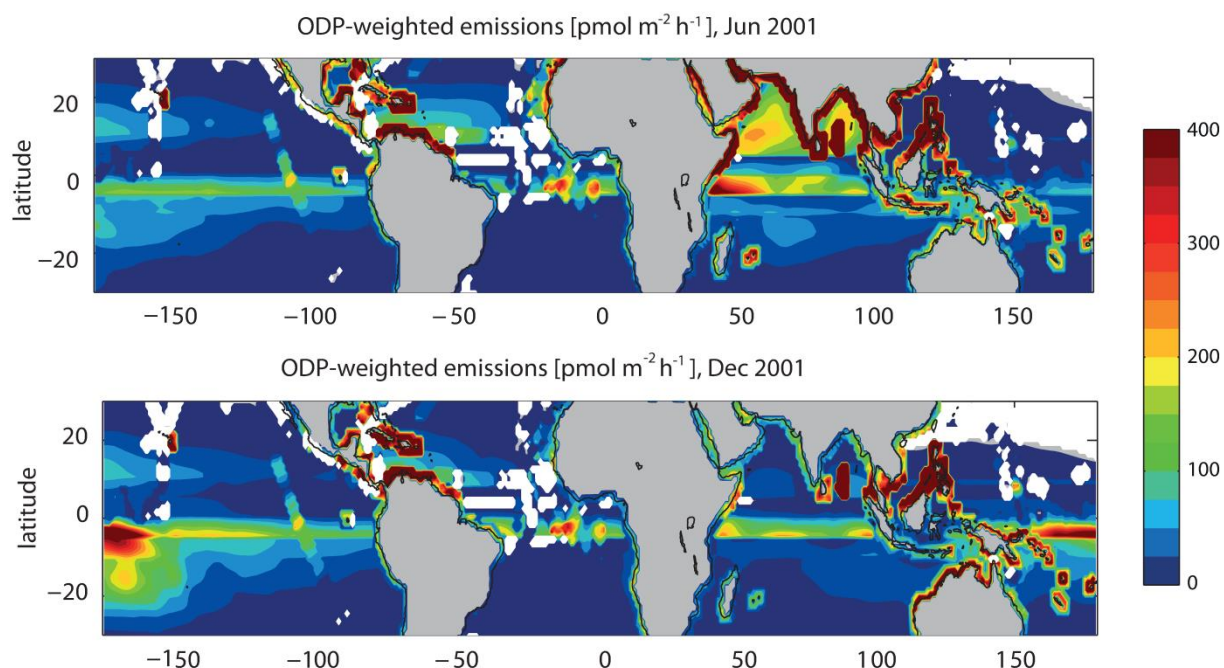 ODP-weighted emissions [pmol m⁻² h⁻¹], Jun 2001
latitude
20
0
−20
−150 −100 −50 0 50 100 150
400
300
200
100
0
ODP-weighted emissions [pmol m⁻² h⁻¹], Dec 2001
latitude
20
0
−20
−150 −100 −50 0 50 100 150